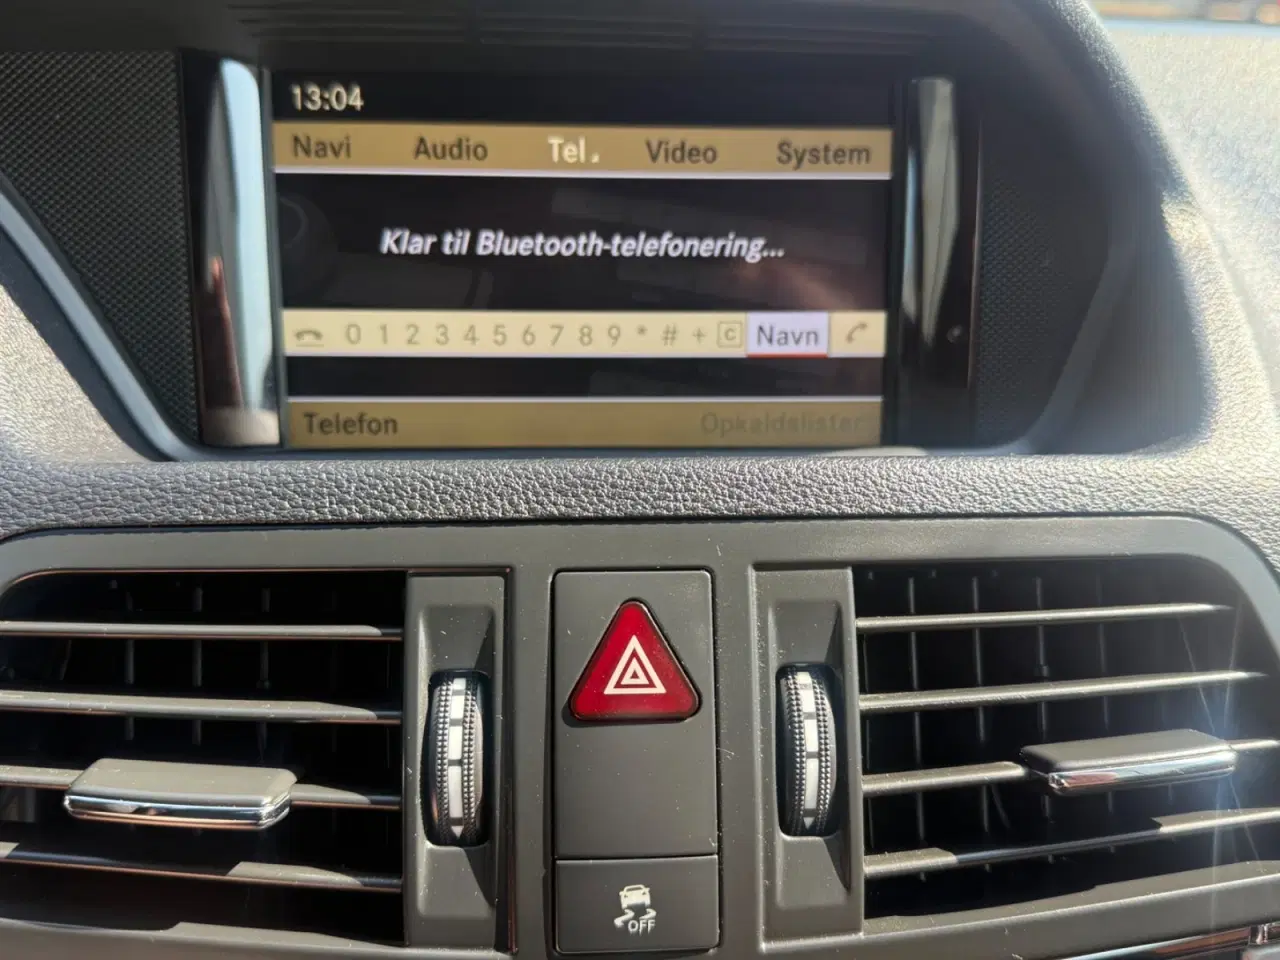 13:04
Navi Audio Tel. Video System
Klar til Bluetooth-telefonering...
0 1 2 3 4 5 6 7 8 9 * # + C Navn
Telefon Opkaldslister
OFF